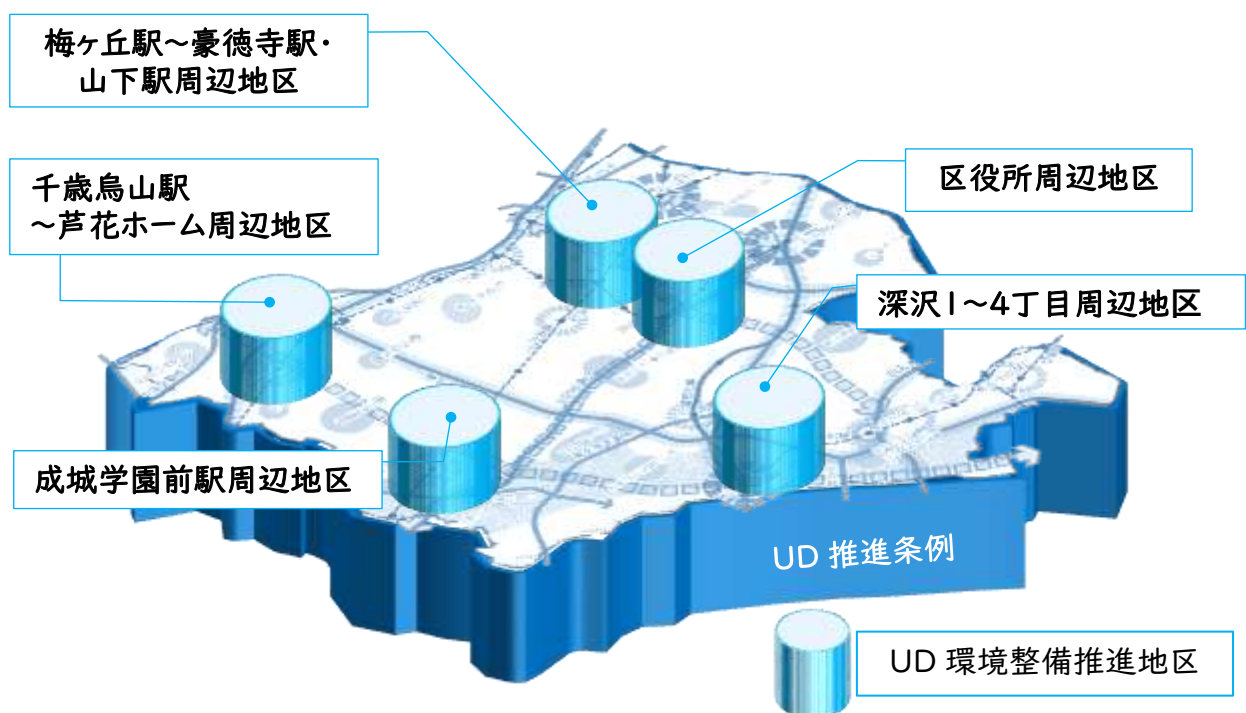 梅ヶ丘駅～豪徳寺駅・
山下駅周辺地区
千歳烏山駅
～芦花ホーム周辺地区
区役所周辺地区
深沢1～4丁目周辺地区
成城学園前駅周辺地区
UD 推進条例
UD 環境整備推進地区